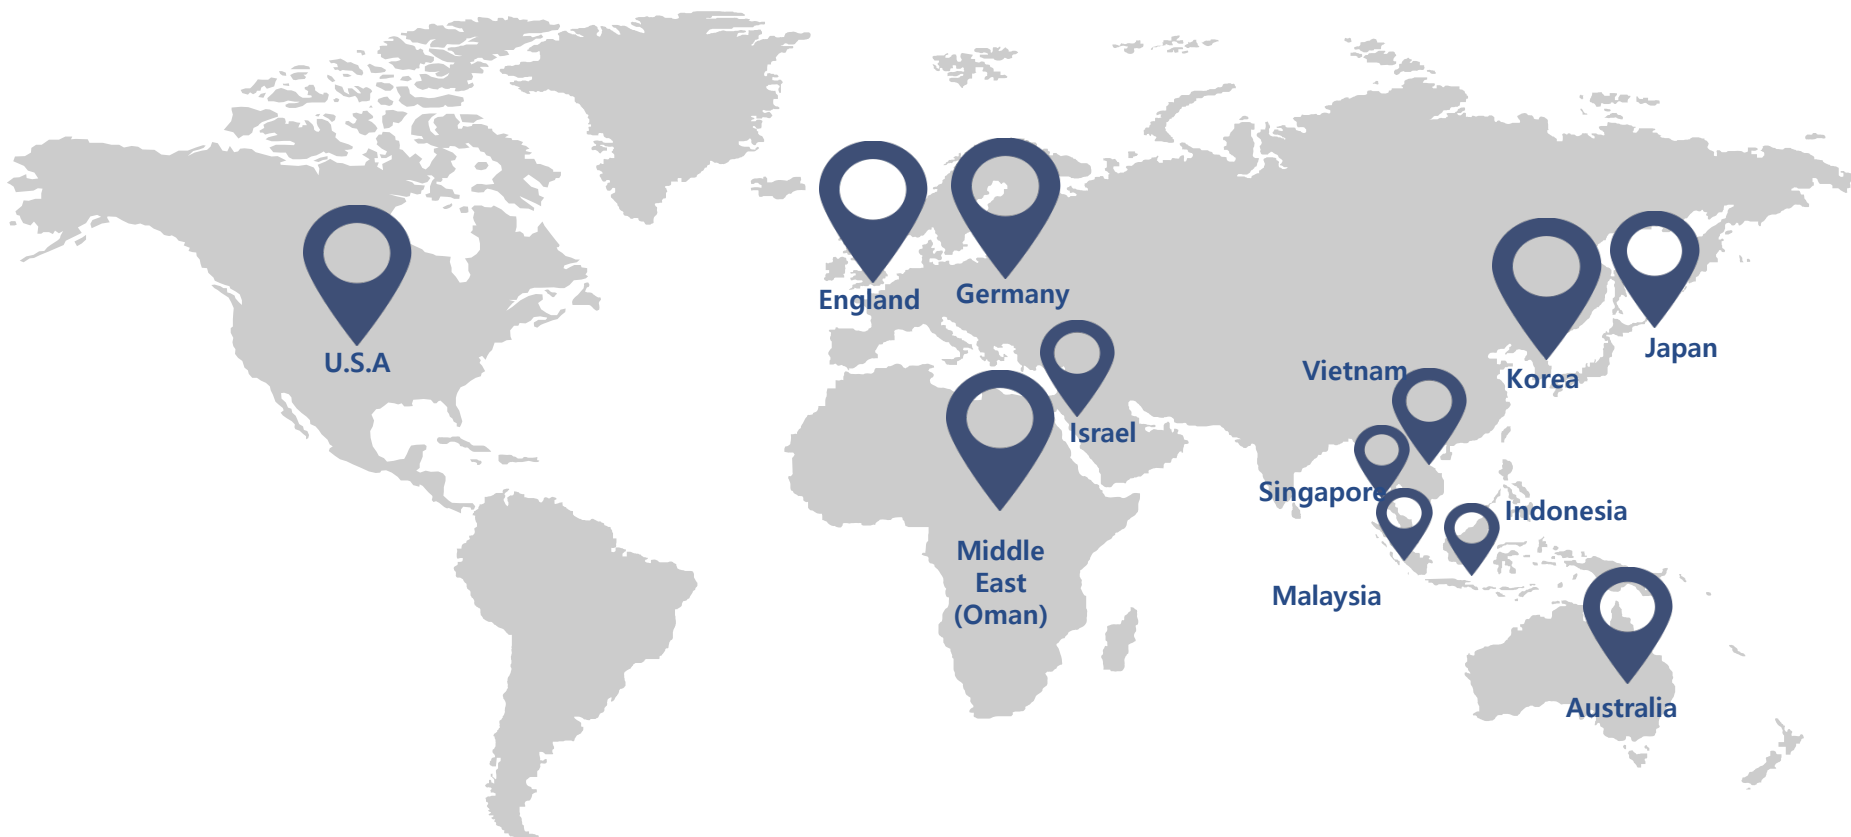 England
Germany
U.S.A
Japan
Vietnam
Korea
Israel
Singapore
Indonesia
Middle
East
(Oman)
Malaysia
Australia